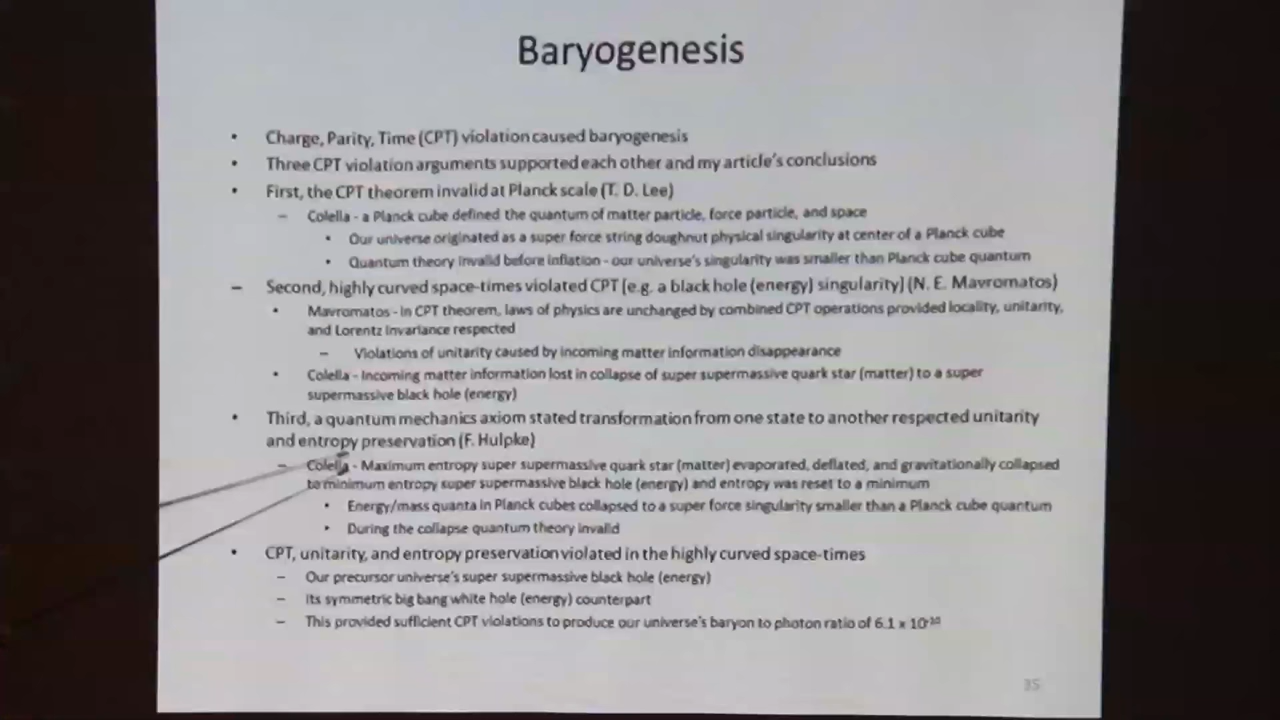 Baryogenesis
• Charge, Parity, Time (CPT) violation caused baryogenesis
• Three CPT violation arguments supported each other and my article's conclusions
• First, the CPT theorem invalid at Planck scale (T. D. Lee)
– Colella - a Planck cube defined the quantum of matter particle, force particle, and space
• Our universe originated as a super force string doughnut physical singularity at center of a Planck cube
• Quantum theory invalid before inflation - our universe's singularity was smaller than Planck cube quantum
– Second, highly curved space-times violated CPT [e.g. a black hole (energy) singularity] (N. E. Mavromatos)
• Mavromatos - in CPT theorem, laws of physics are unchanged by combined CPT operations provided locality, unitarity,
and Lorentz invariance respected
– Violations of unitarity caused by incoming matter information disappearance
• Colella - Incoming matter information lost in collapse of super supermassive quark star (matter) to a super
supermassive black hole (energy)
• Third, a quantum mechanics axiom stated transformation from one state to another respected unitarity
and entropy preservation (F. Hulpke)
– Colella - Maximum entropy super supermassive quark star (matter) evaporated, deflated, and gravitationally collapsed
to minimum entropy super supermassive black hole (energy) and entropy was reset to a minimum
• Energy/mass quanta in Planck cubes collapsed to a super force singularity smaller than a Planck cube quantum
• During the collapse quantum theory invalid
• CPT, unitarity, and entropy preservation violated in the highly curved space-times
– Our precursor universe's super supermassive black hole (energy)
– Its symmetric big bang white hole (energy) counterpart
– This provided sufficient CPT violations to produce our universe's baryon to photon ratio of 6.1 x 10⁻¹⁰
35